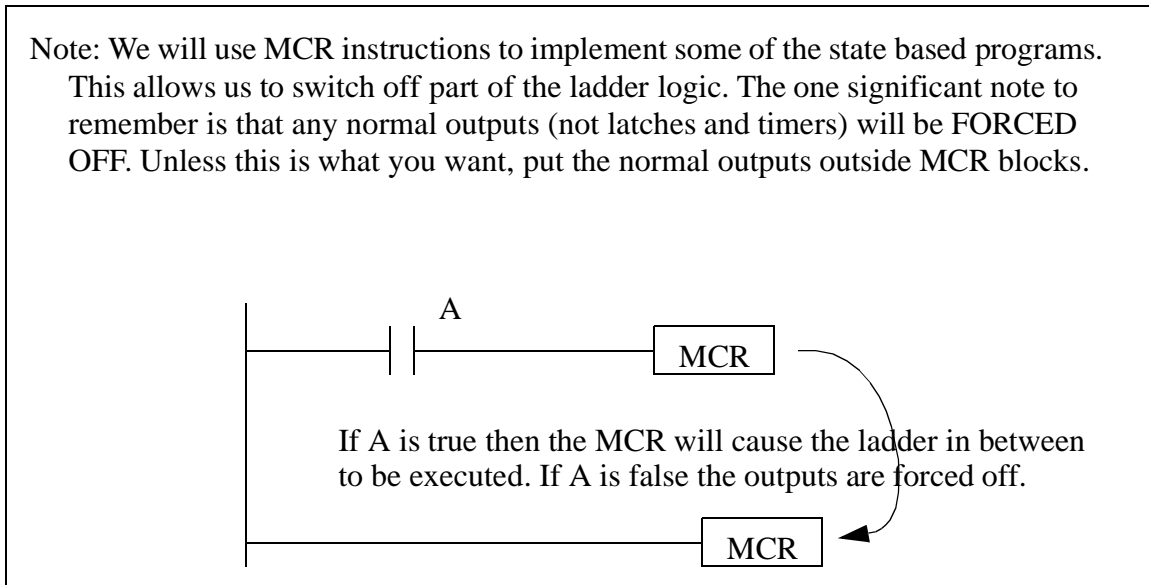 Note: We will use MCR instructions to implement some of the state based programs.
This allows us to switch off part of the ladder logic. The one significant note to
remember is that any normal outputs (not latches and timers) will be FORCED
OFF. Unless this is what you want, put the normal outputs outside MCR blocks.
A
MCR
If A is true then the MCR will cause the ladder in between
to be executed. If A is false the outputs are forced off.
MCR